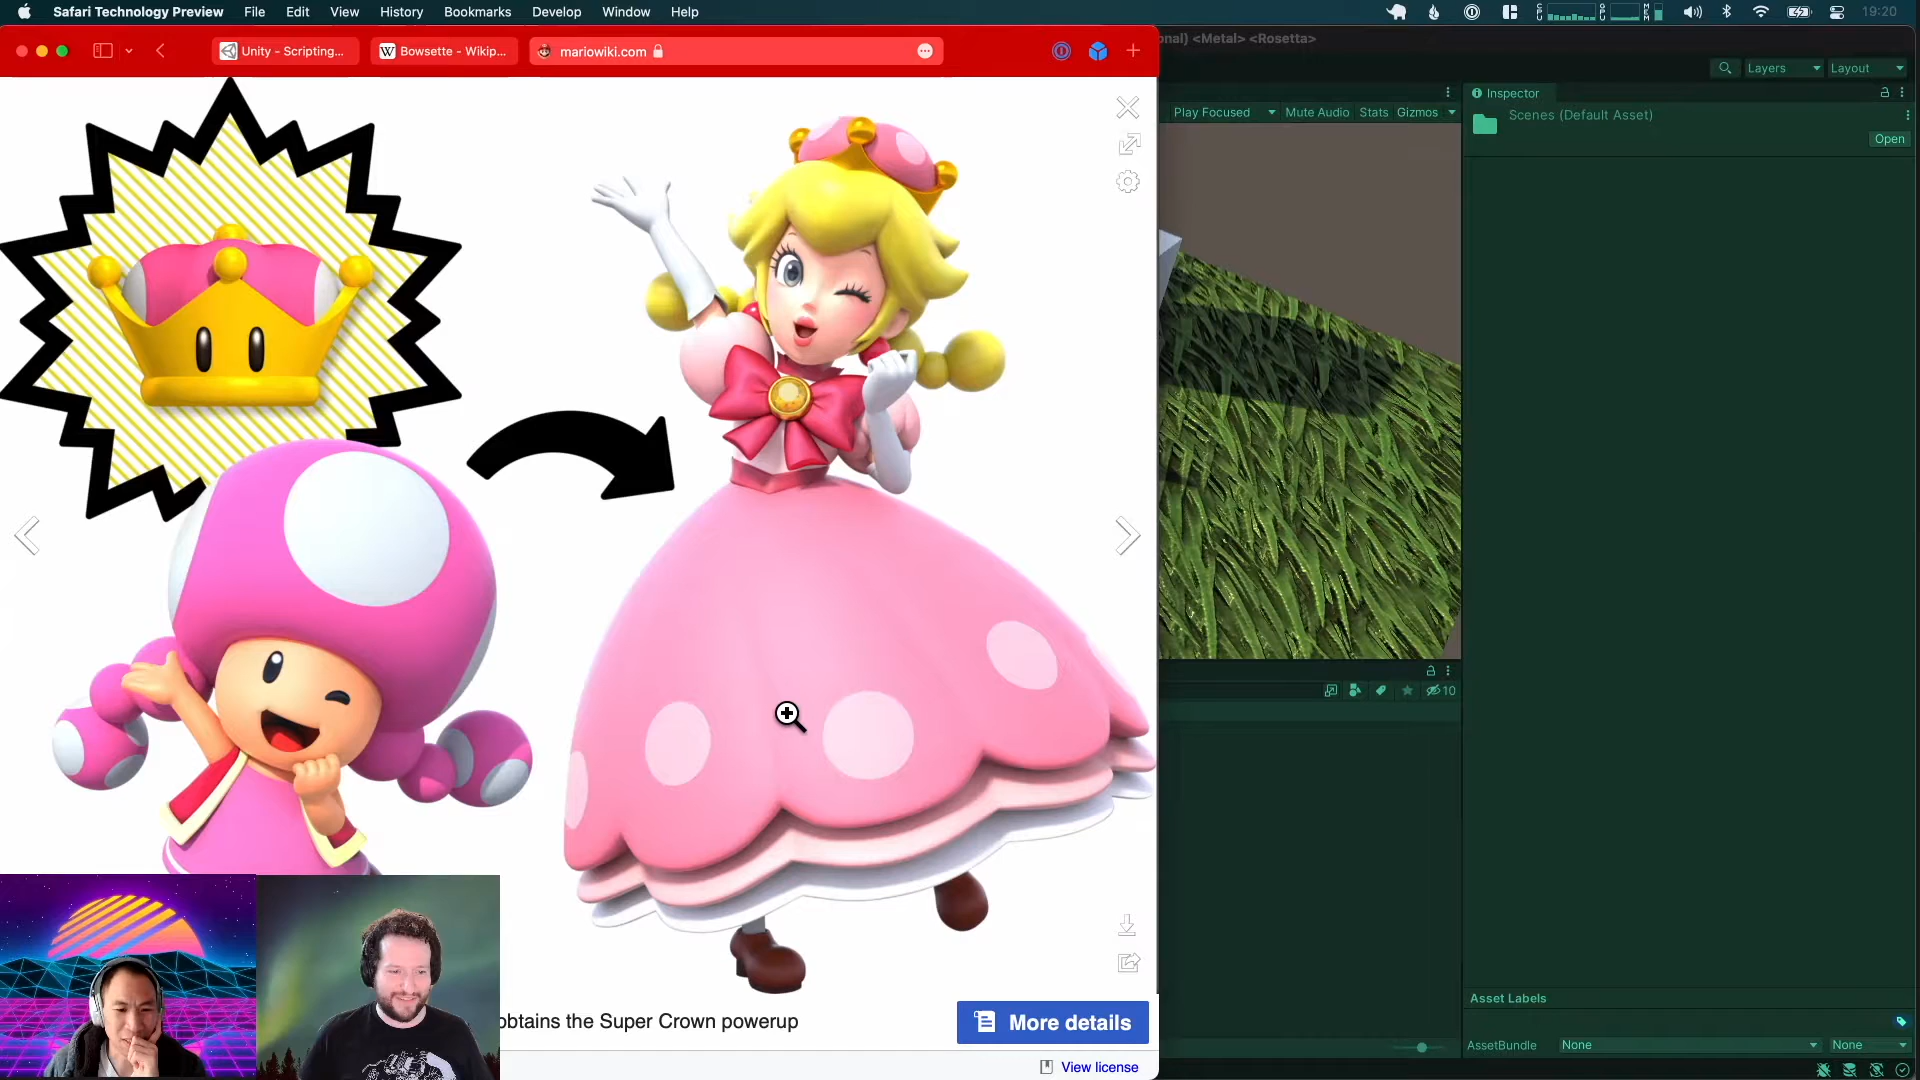 Safari Technology Preview File Edit View History Bookmarks Develop Window Help 19:20
Unity - Scripting... Bowsette - Wikip... mariowiki.com
onal) <Metal> <Rosetta>
Layers Layout
Inspector
Play Focused Mute Audio Stats Gizmos
Scenes (Default Asset)
Open
10
obtains the Super Crown powerup
More details
View license
Asset Labels
AssetBundle None None